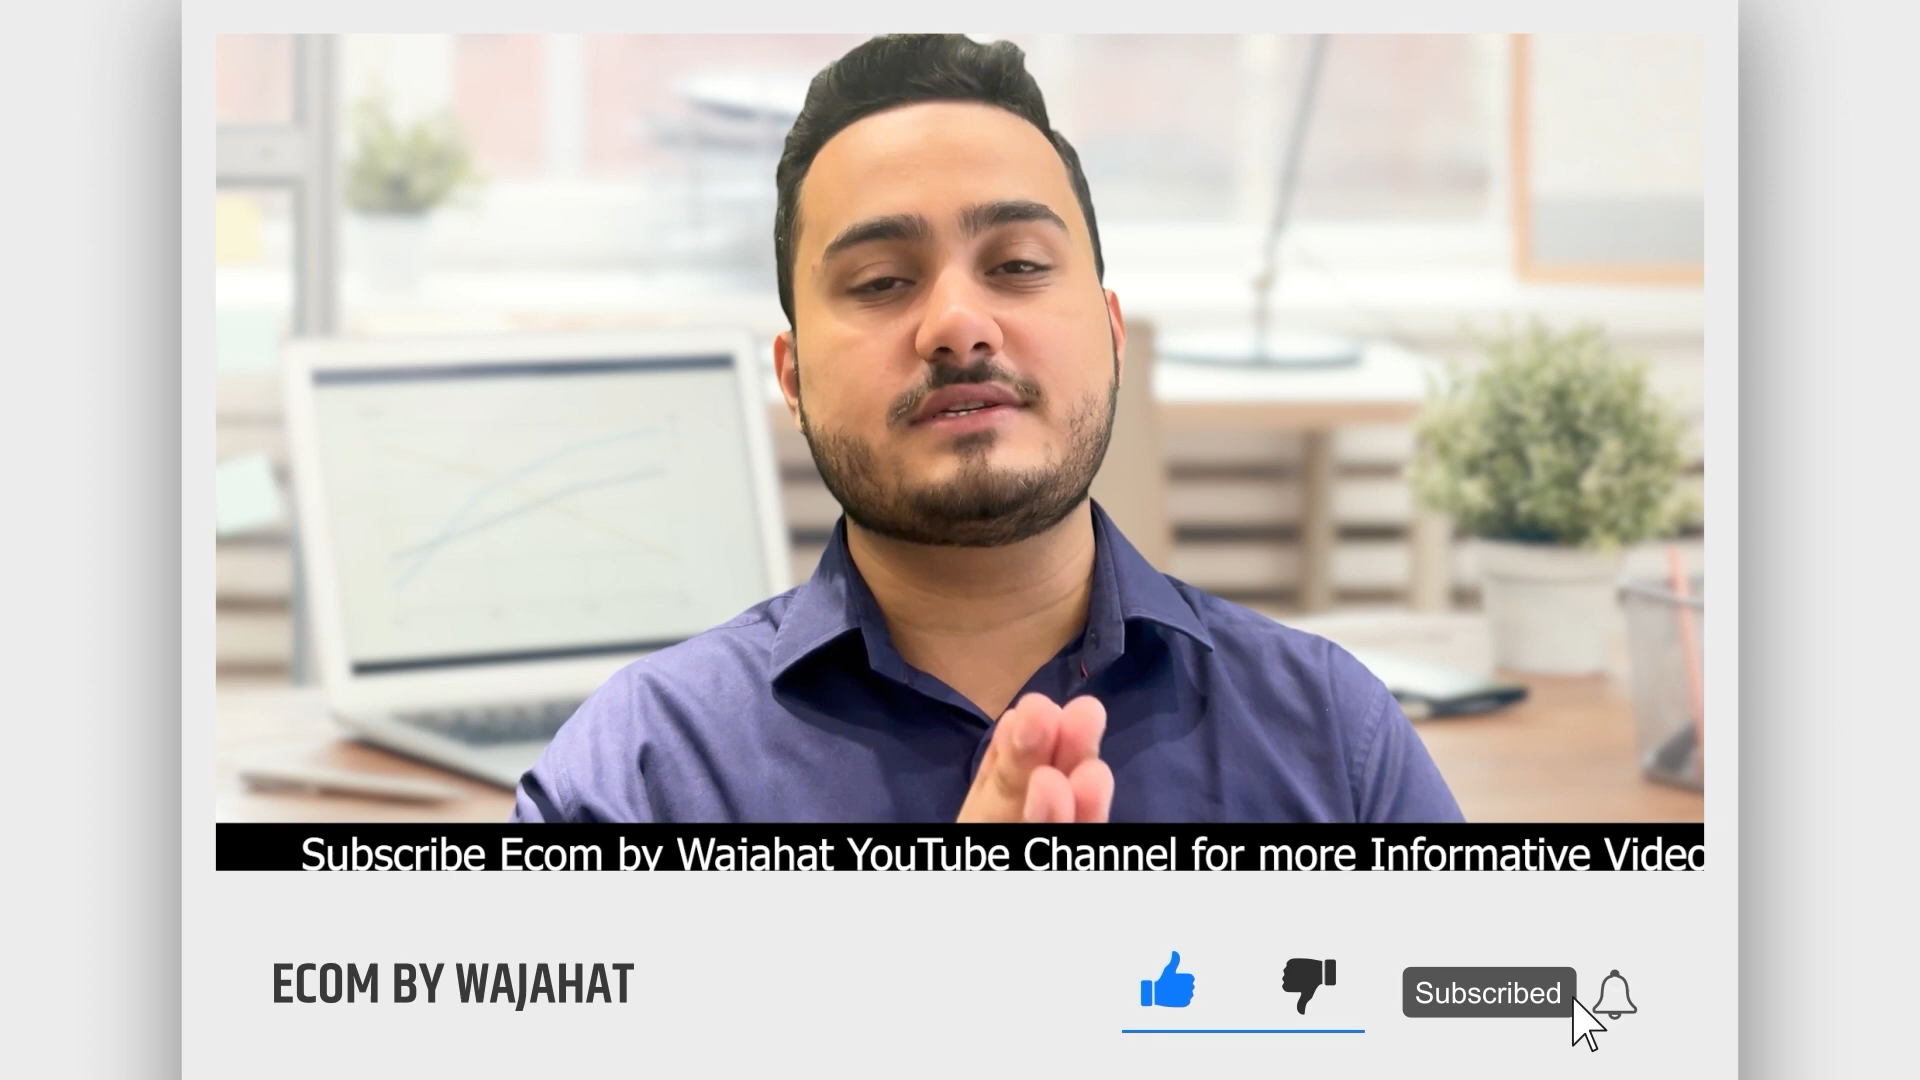 Subscribe Ecom by Wajahat YouTube Channel for more Informative Video
ECOM BY WAJAHAT
Subscribed